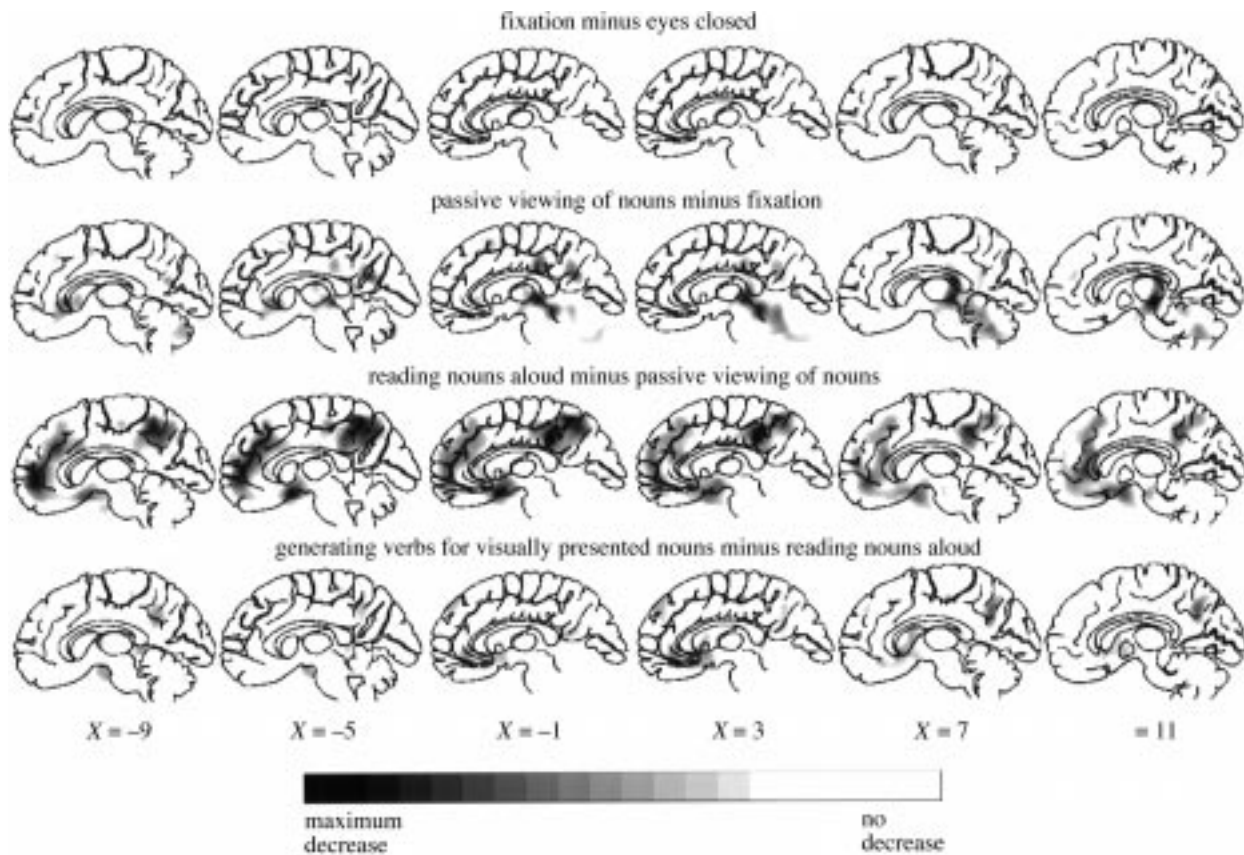 fixation minus eyes closed
passive viewing of nouns minus fixation
reading nouns aloud minus passive viewing of nouns
generating verbs for visually presented nouns minus reading nouns aloud
X = –9 X = –5 X = –1 X = 3 X = 7 = 11
maximum decrease no decrease